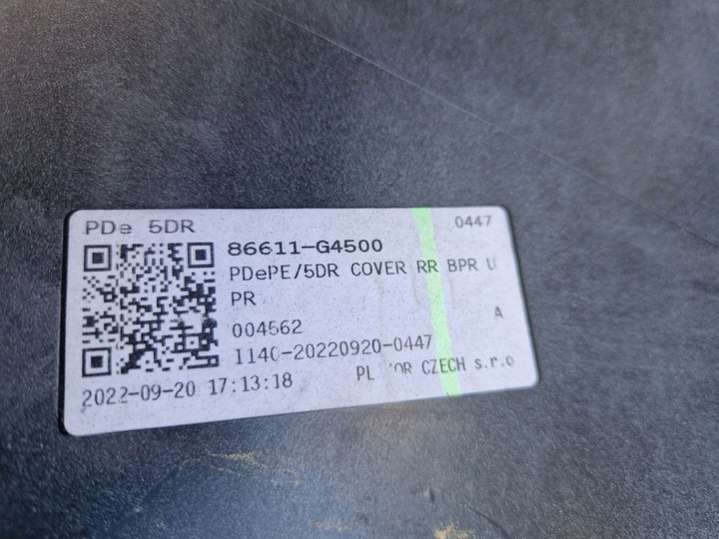 PDe 5DR 0447
86611-G4500
PDePE/5DR COVER RR BPR U
PR
004562 A
114C-20220920-0447
2022-09-20 17:13:18 CZECH s.r.o